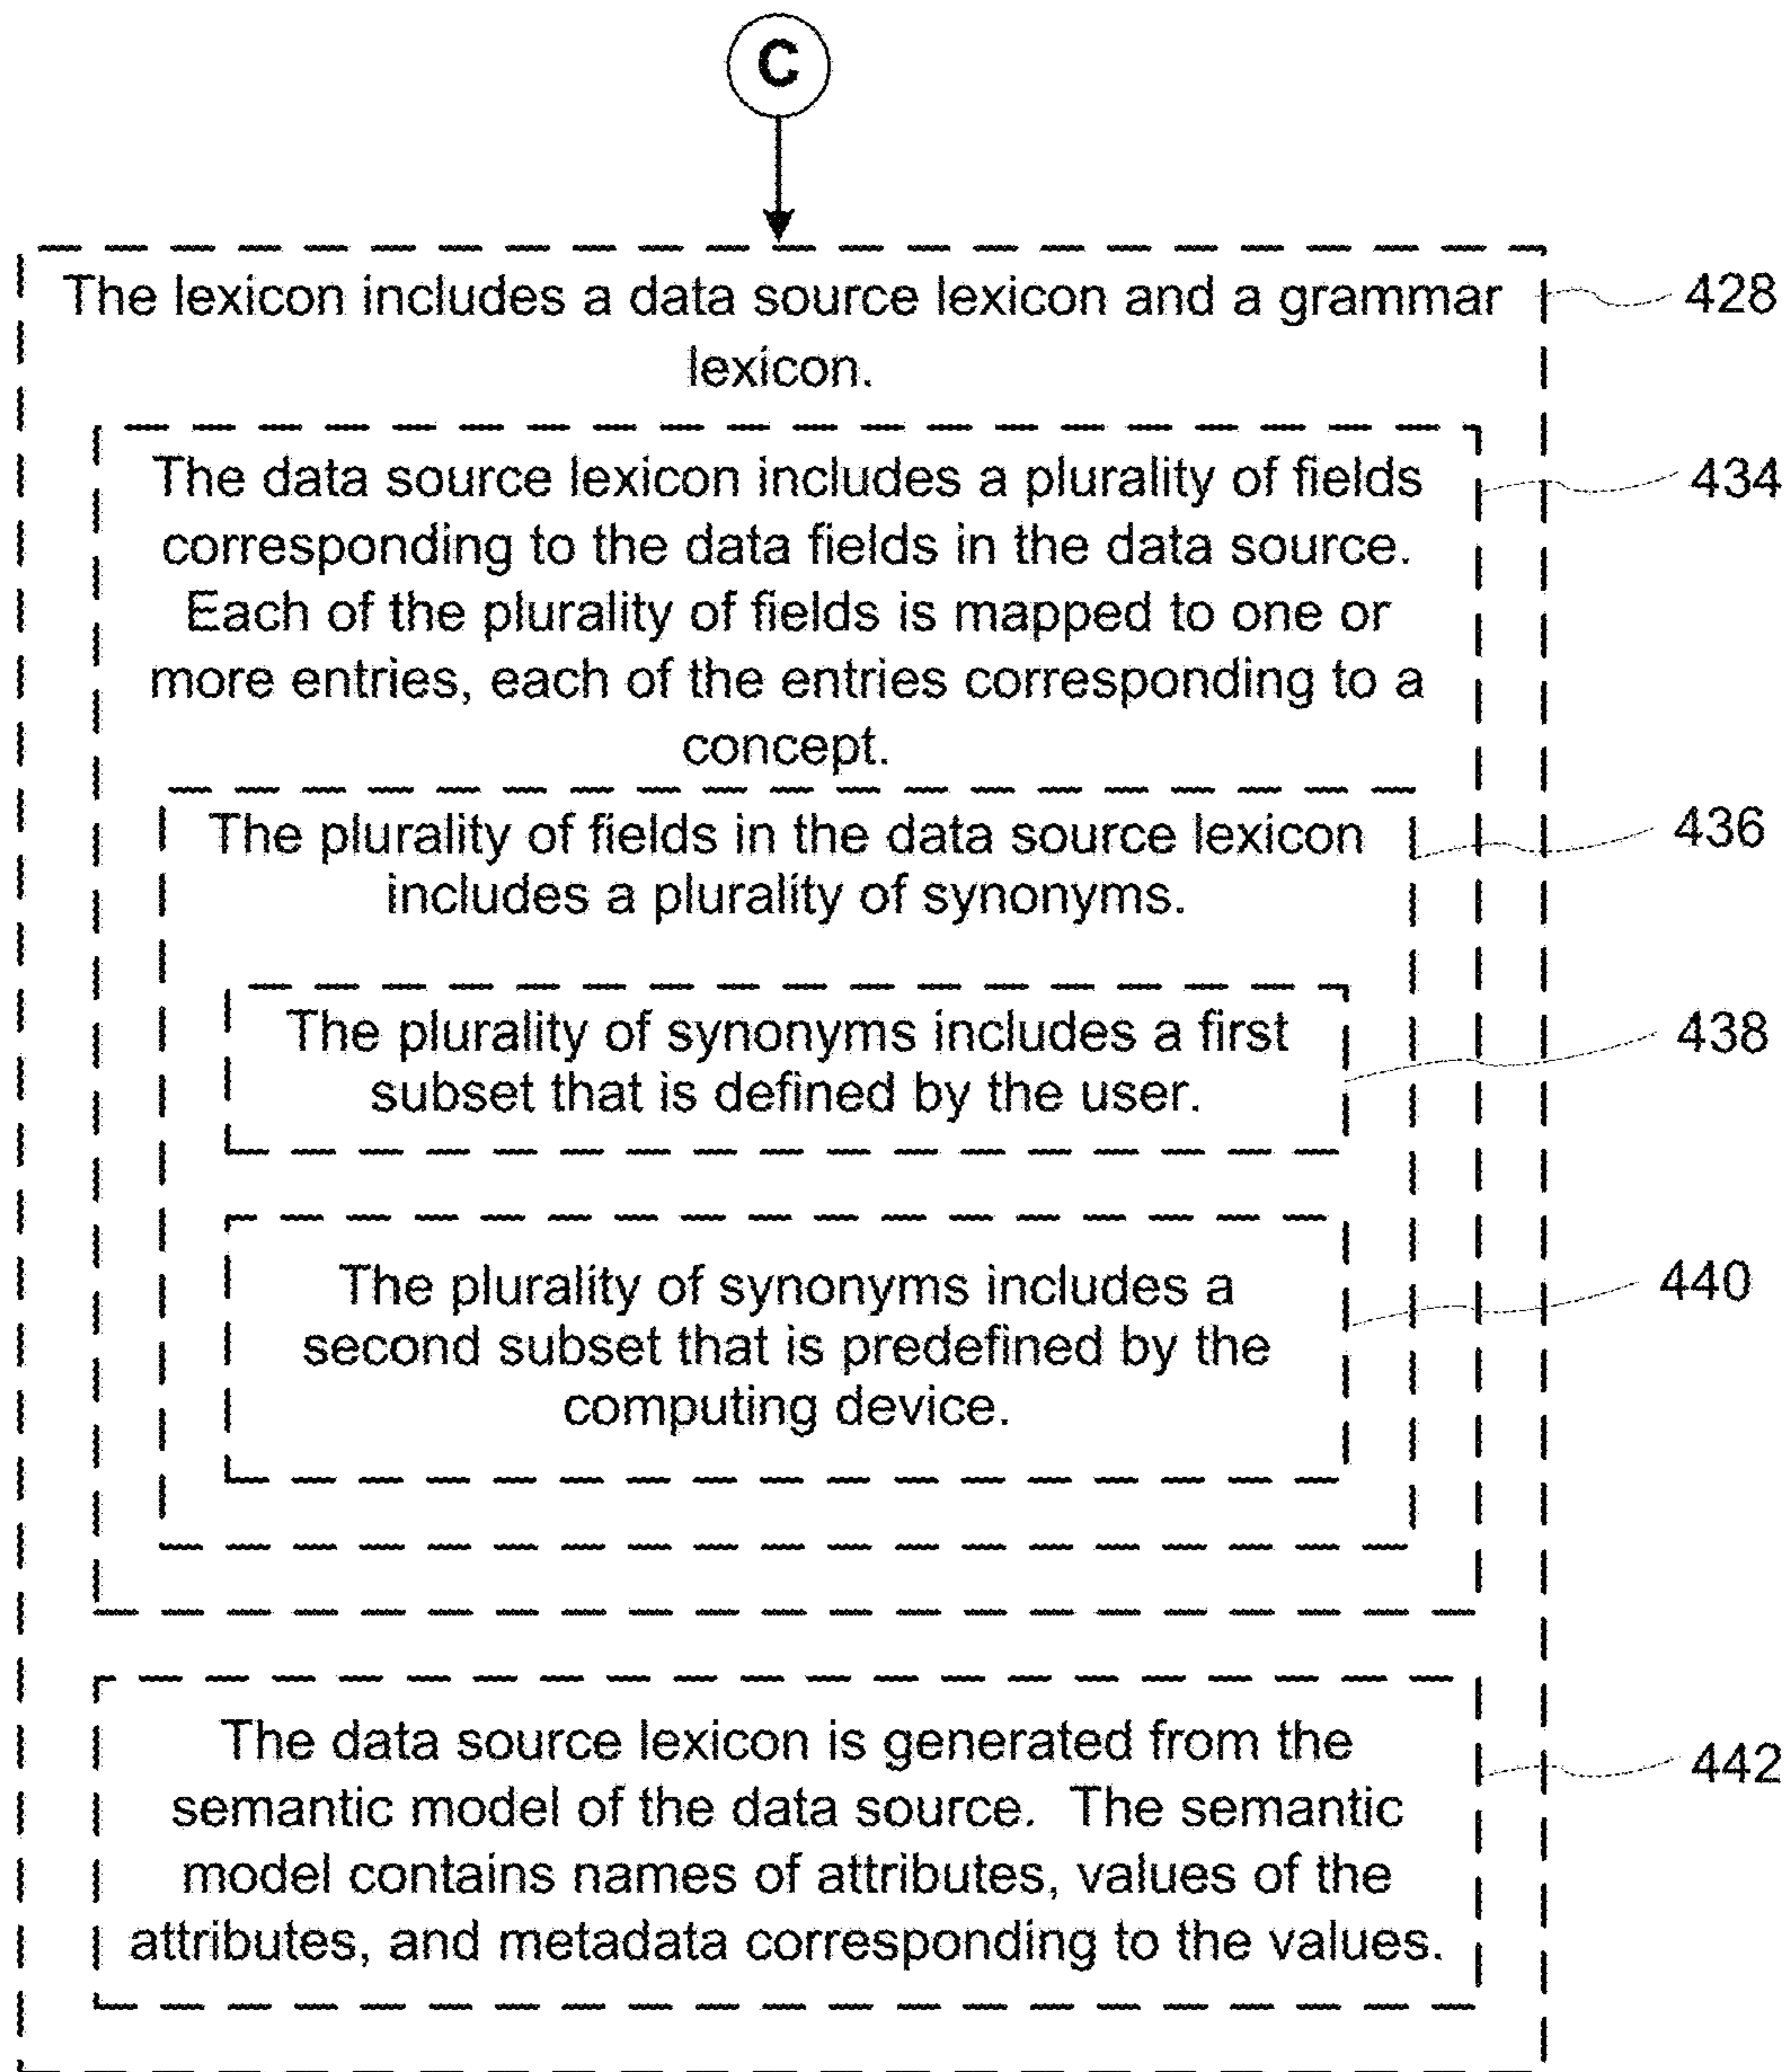 C
The lexicon includes a data source lexicon and a grammar
lexicon.
428
The data source lexicon includes a plurality of fields
corresponding to the data fields in the data source.
Each of the plurality of fields is mapped to one or
more entries, each of the entries corresponding to a
concept.
434
The plurality of fields in the data source lexicon
includes a plurality of synonyms.
436
The plurality of synonyms includes a first
subset that is defined by the user.
438
The plurality of synonyms includes a
second subset that is predefined by the
computing device.
440
The data source lexicon is generated from the
semantic model of the data source.  The semantic
model contains names of attributes, values of the
attributes, and metadata corresponding to the values.
442